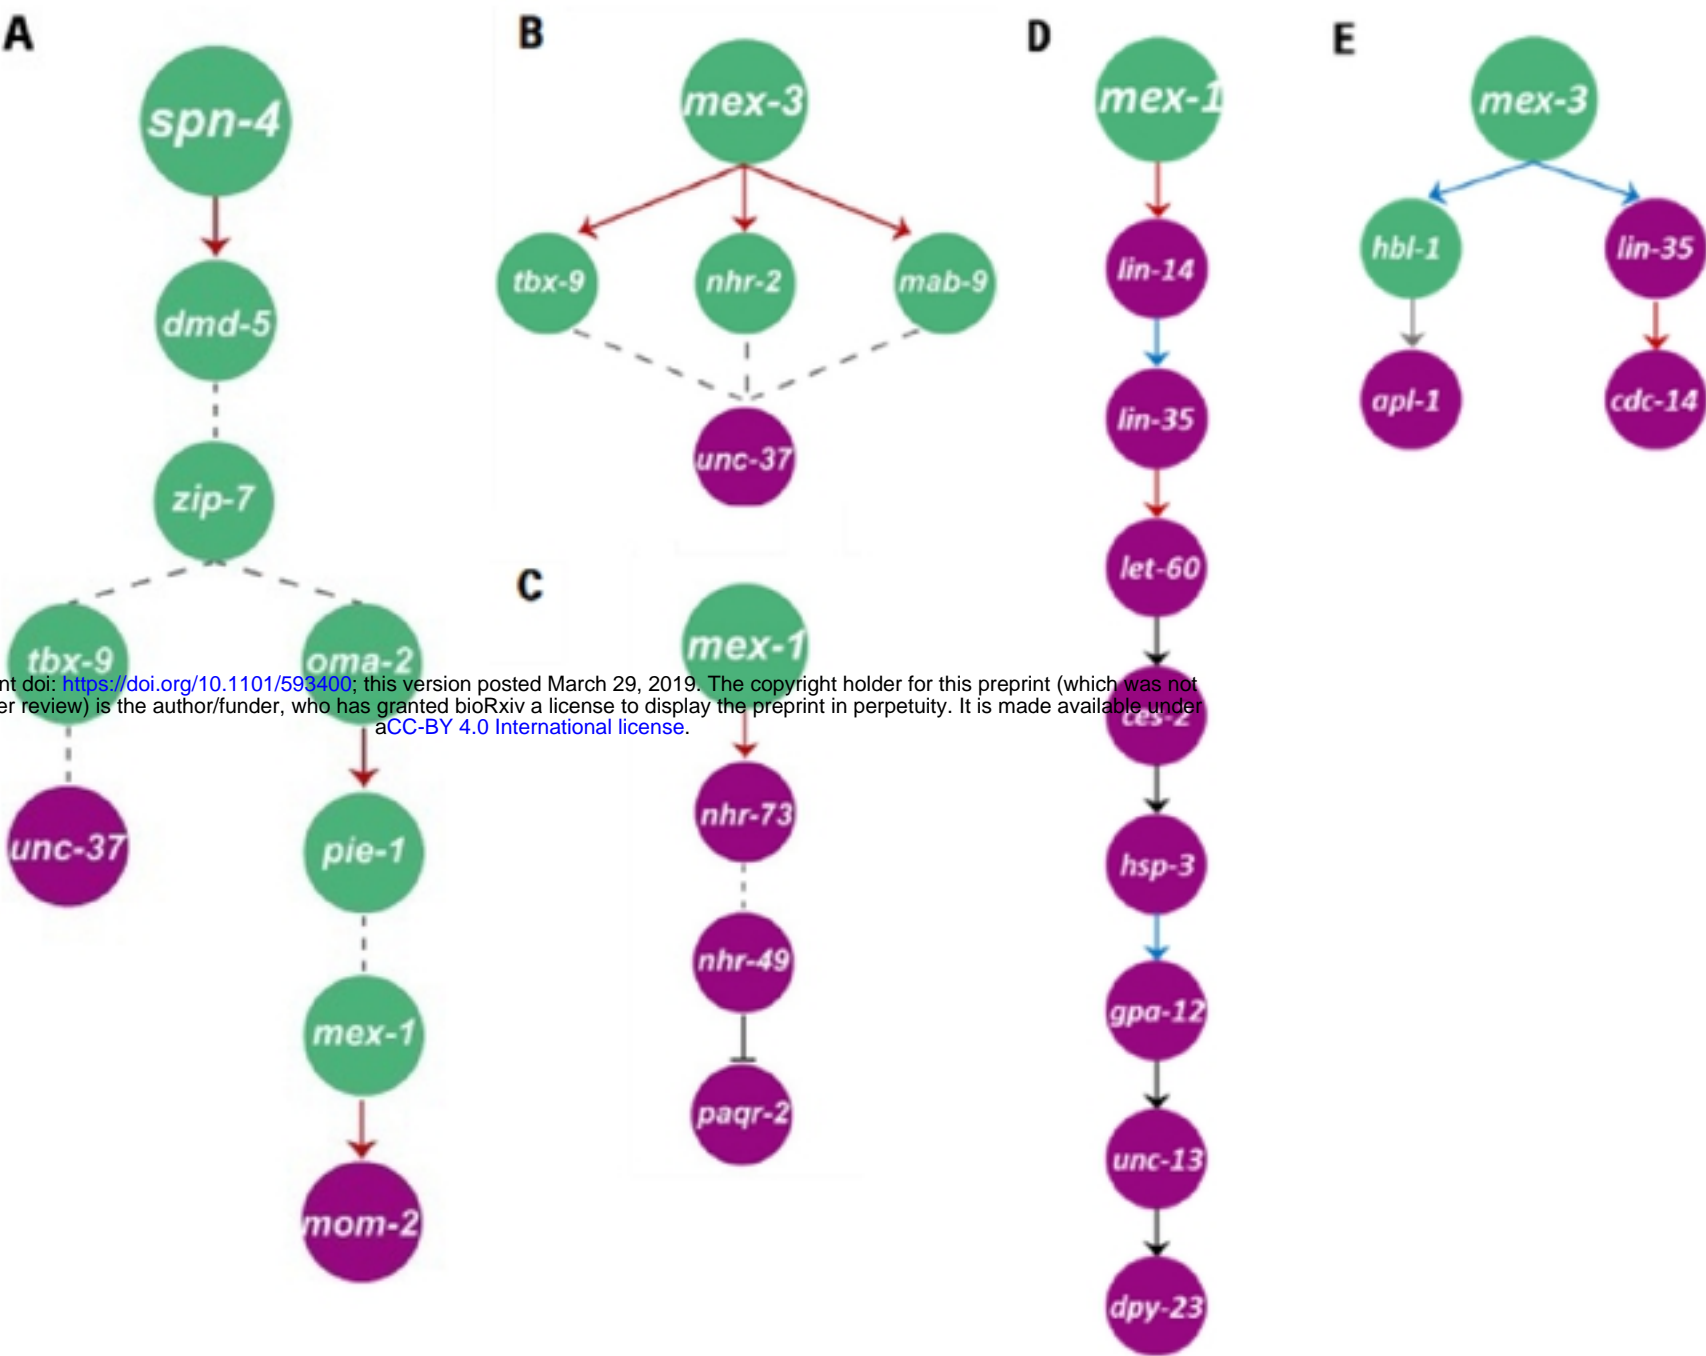 A
spn-4
dmd-5
zip-7
tbx-9
oma-2
unc-37
pie-1
mex-1
mom-2
B
mex-3
tbx-9
nhr-2
mab-9
unc-37
C
mex-1
nhr-73
nhr-49
paqr-2
D
mex-1
lin-14
lin-35
let-60
ces-2
hsp-3
gpa-12
unc-13
dpy-23
E
mex-3
hbl-1
lin-35
apl-1
cdc-14
nt doi: https://doi.org/10.1101/593400; this version posted March 29, 2019. The copyright holder for this preprint (which was not
er review) is the author/funder, who has granted bioRxiv a license to display the preprint in perpetuity. It is made available under
aCC-BY 4.0 International license.